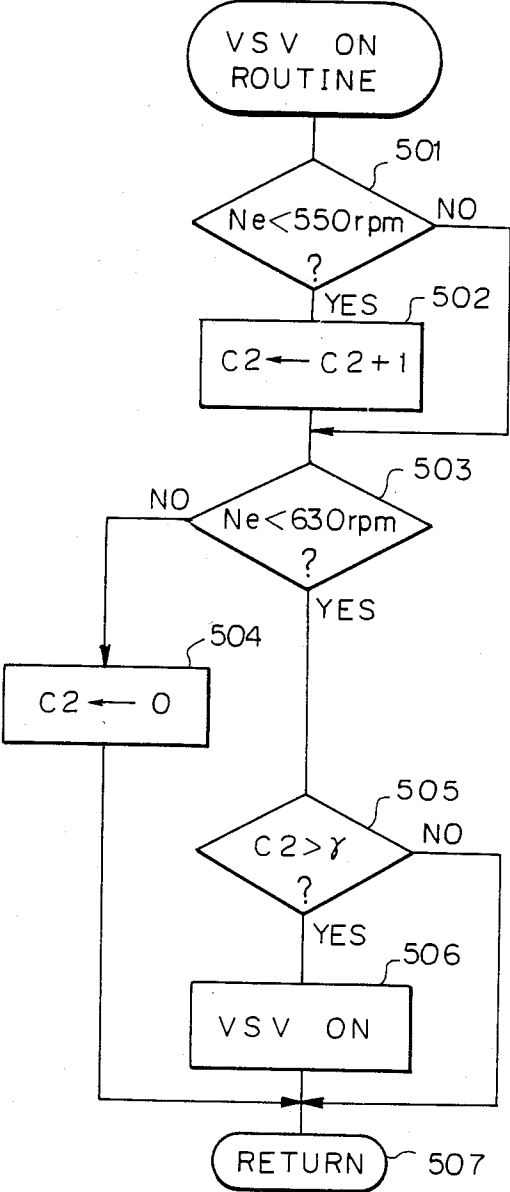 VSV ON
ROUTINE
501
Ne<550rpm
?
NO
YES
502
C2 ← C2+1
503
NO
Ne<630rpm
?
YES
504
C2 ← 0
505
C2>γ
?
NO
YES
506
VSV ON
RETURN
507